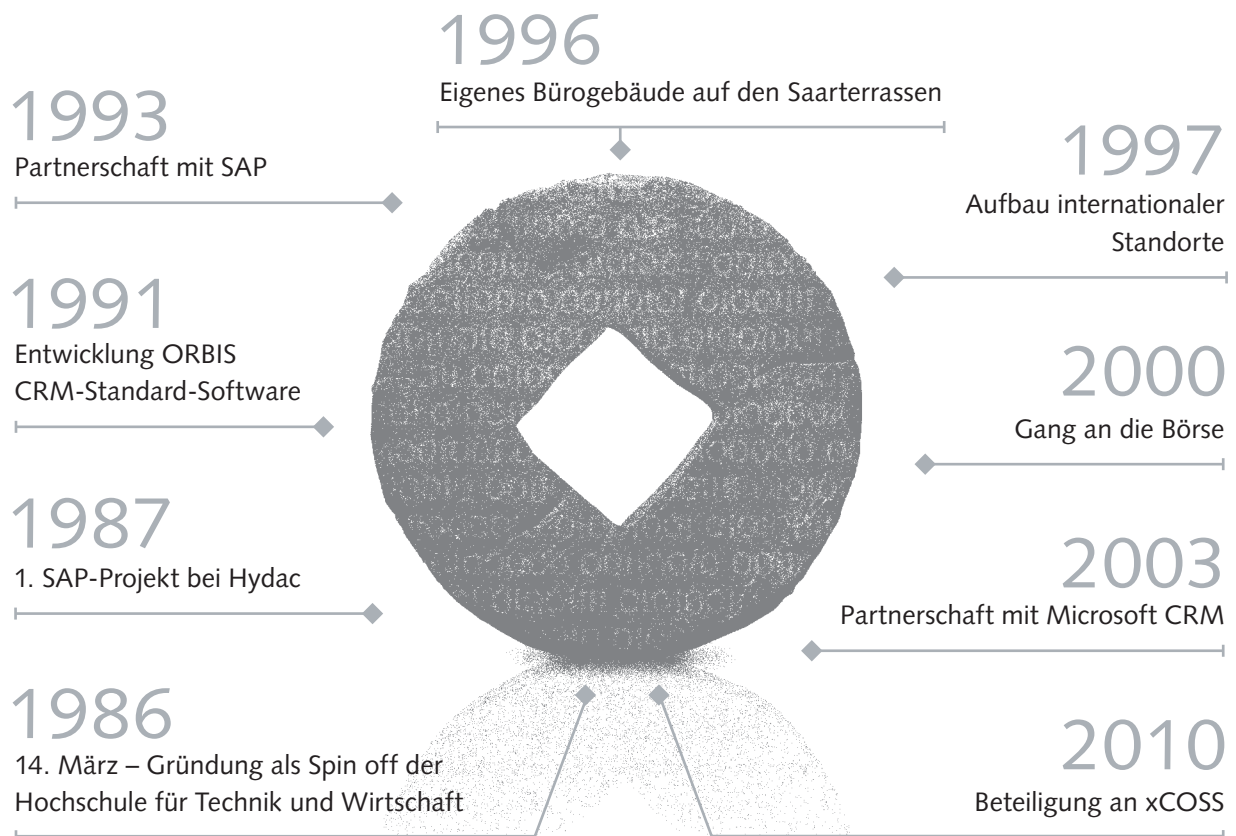 1996
Eigenes Bürogebäude auf den Saarterrassen
1993
Partnerschaft mit SAP
1997
Aufbau internationaler
Standorte
1991
Entwicklung ORBIS
CRM-Standard-Software
2000
Gang an die Börse
1987
1. SAP-Projekt bei Hydac
2003
Partnerschaft mit Microsoft CRM
1986
14. März – Gründung als Spin off der
Hochschule für Technik und Wirtschaft
2010
Beteiligung an xCOSS